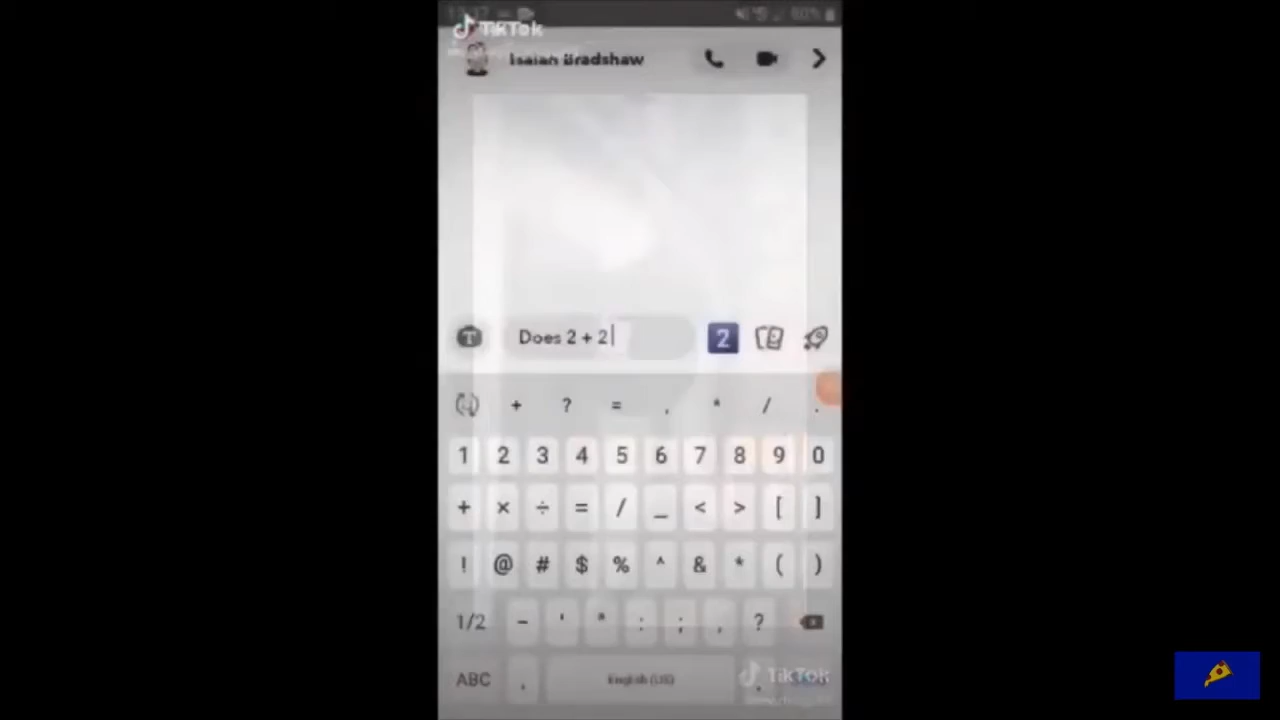 TikTok
Isaiah Bradshaw
Does 2 + 2
2
+ ? = , * / .
1 2 3 4 5 6 7 8 9 0
+ × ÷ = / _ < > [ ]
! @ # $ % ^ & * ( )
1/2 - ' " : ; , ?
ABC , English (US) .
TikTok